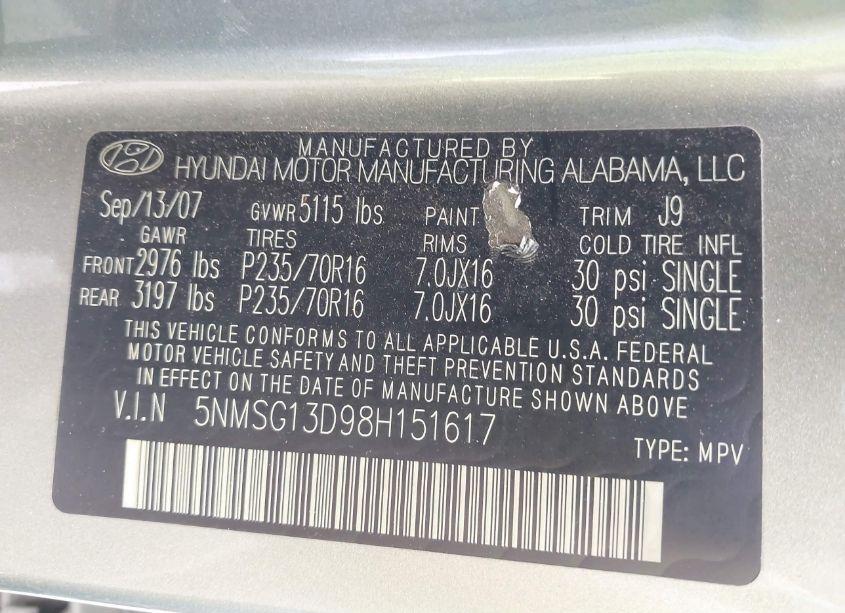 MANUFACTURED BY
HYUNDAI MOTOR MANUFACTURING ALABAMA, LLC
Sep/13/07 GVWR 5115 lbs PAINT TRIM J9
GAWR TIRES RIMS COLD TIRE INFL
FRONT 2976 lbs P235/70R16 7.0JX16 30 psi SINGLE
REAR 3197 lbs P235/70R16 7.0JX16 30 psi SINGLE
THIS VEHICLE CONFORMS TO ALL APPLICABLE U.S.A. FEDERAL
MOTOR VEHICLE SAFETY AND THEFT PREVENTION STANDARDS
IN EFFECT ON THE DATE OF MANUFACTURE SHOWN ABOVE
V.I.N 5NMSG13D98H151617
TYPE: MPV